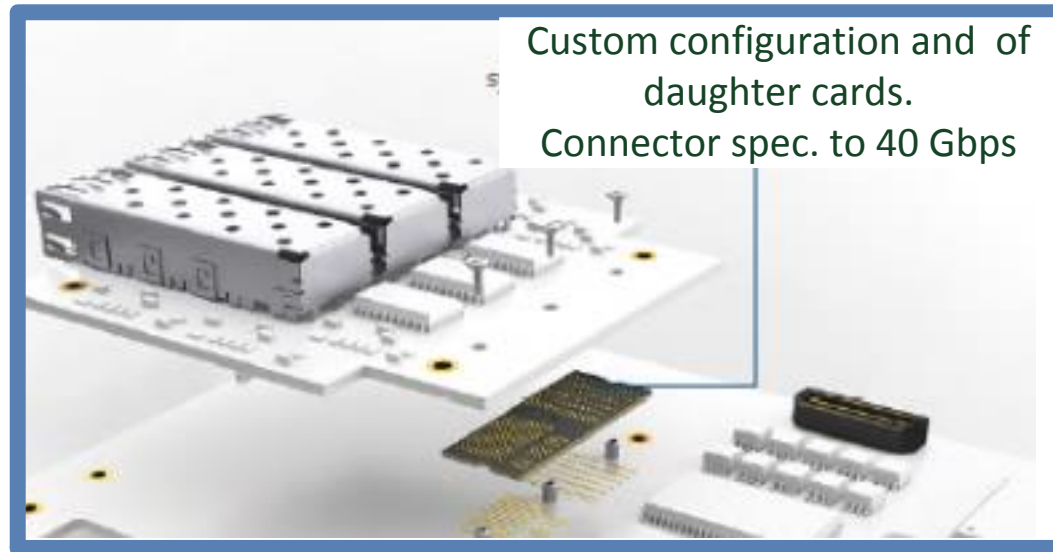 Custom configuration and  of
daughter cards.
Connector spec. to 40 Gbps